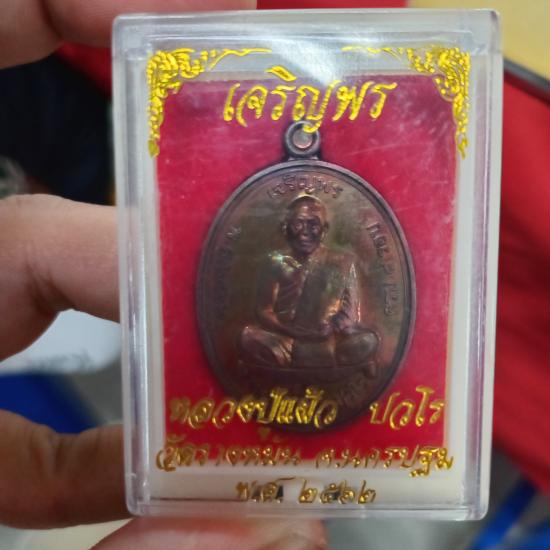 เจริญพร
เจริญพร
หลวงปู่แผ้ว ปวโร
วัดรางหมัน จ.นครปฐม
พ.ศ. ๒๕๖๒